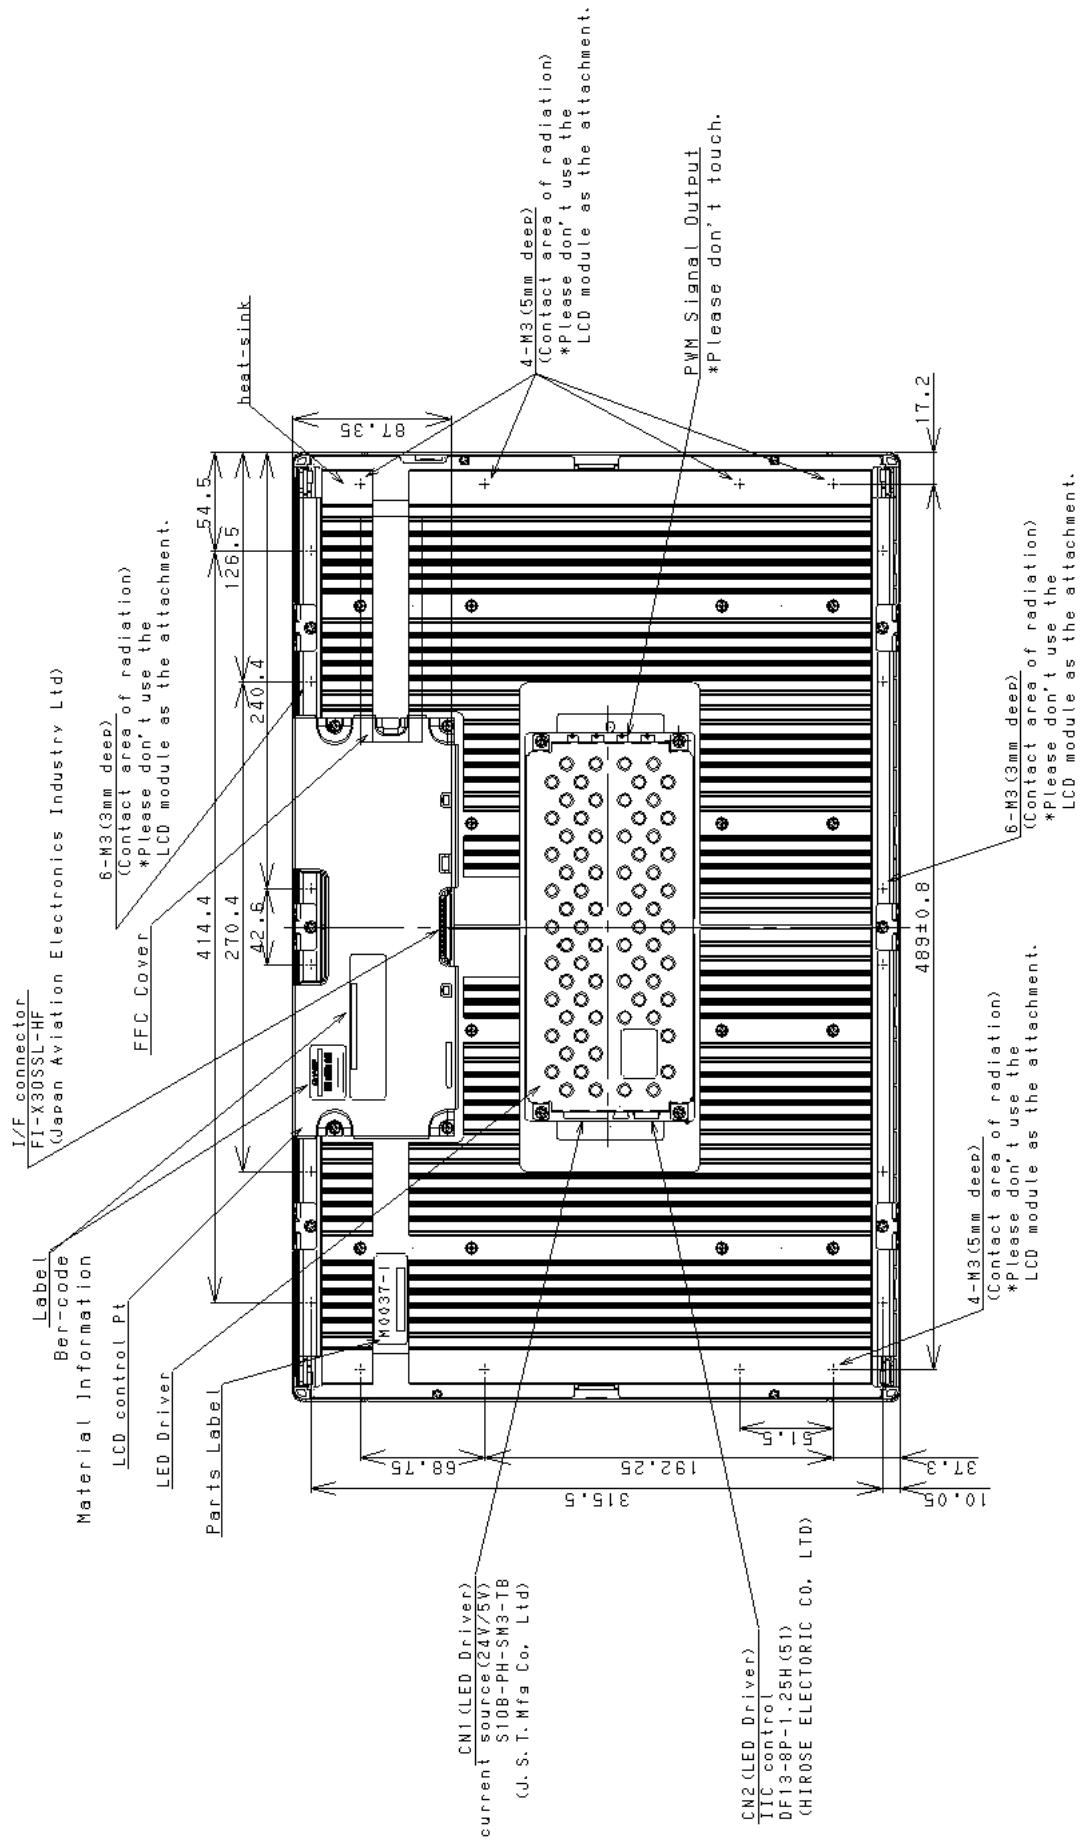 I/F connector
FI-X30SSL-HF
(Japan Aviation Electronics Industry Ltd)
Label
Ber-code
Material Information
LCD control Pt
LED Driver
Parts Label
FFC Cover
6-M3(3mm deep)
(Contact area of radiation)
*Please don't use the
LCD module as the attachment.
heat-sink
4-M3(5mm deep)
(Contact area of radiation)
*Please don't use the
LCD module as the attachment.
PWM Signal Output
*Please don't touch.
54.5
126.5
240.4
414.4
270.4
42.6
87.35
17.2
489±0.8
MQQ37-I
68.75
192.25
51.5
315.5
37.3
10.05
CN1(LED Driver)
current source(24V/5V)
S10B-PH-SM3-TB
(J.S.T.Mfg Co, Ltd)
CN2(LED Driver)
IIC control
DF13-8P-1.25H(51)
(HIROSE ELECTORIC CO, LTD)
4-M3(5mm deep)
(Contact area of radiation)
*Please don't use the
LCD module as the attachment.
6-M3(3mm deep)
(Contact area of radiation)
*Please don't use the
LCD module as the attachment.